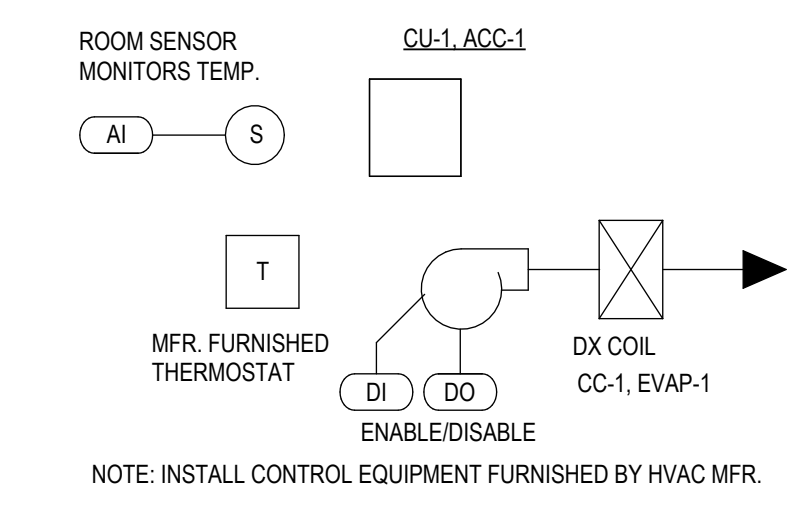 ROOM SENSOR
MONITORS TEMP.
CU-1, ACC-1
AI
S
T
MFR. FURNISHED
THERMOSTAT
DX COIL
CC-1, EVAP-1
DI
DO
ENABLE/DISABLE
NOTE: INSTALL CONTROL EQUIPMENT FURNISHED BY HVAC MFR.